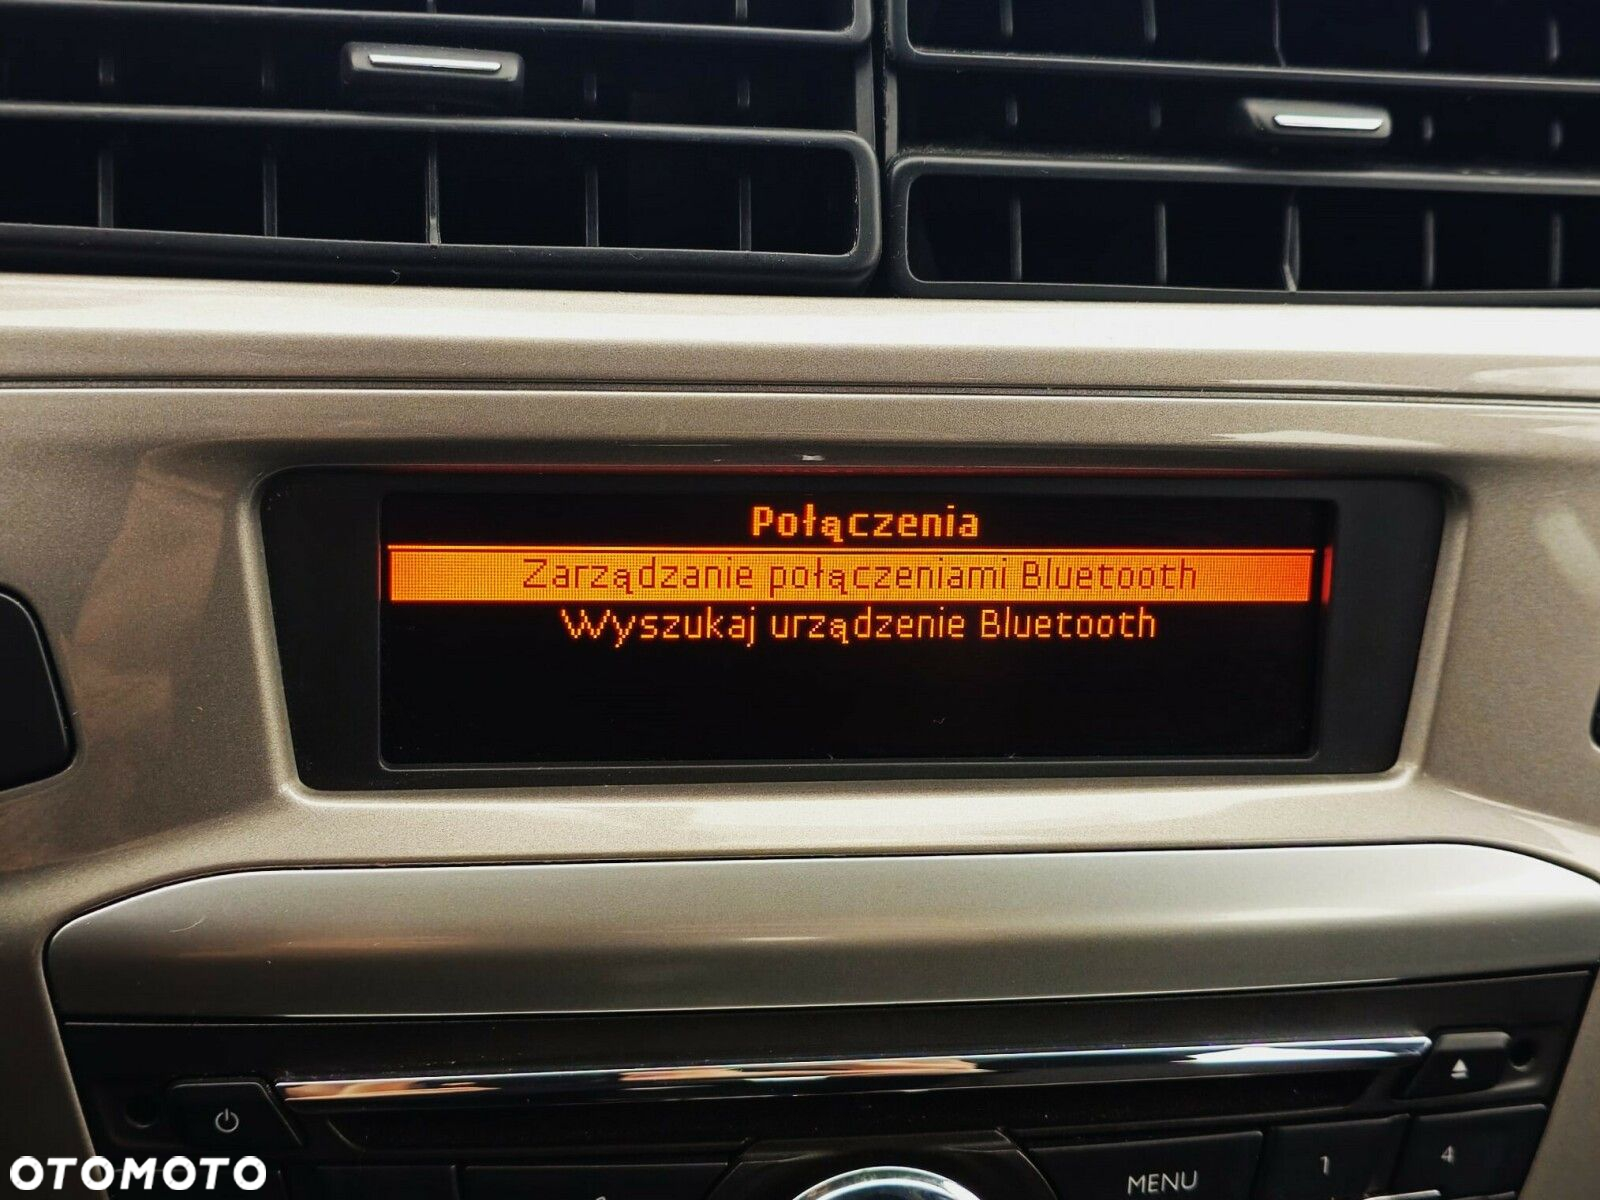 Połączenia
Zarządzanie połączeniami Bluetooth
Wyszukaj urządzenie Bluetooth
MENU
1
4
OTOMOTO